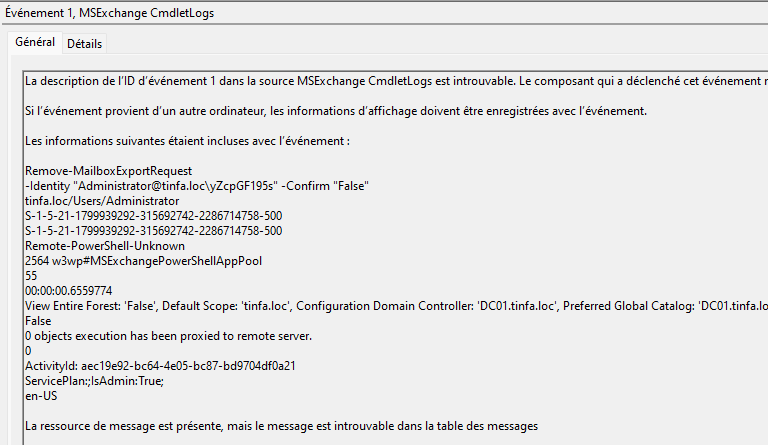 Événement 1, MSExchange CmdletLogs
Général
Détails
La description de l'ID d'événement 1 dans la source MSExchange CmdletLogs est introuvable. Le composant qui a déclenché cet événement
Si l'événement provient d'un autre ordinateur, les informations d'affichage doivent être enregistrées avec l'événement.
Les informations suivantes étaient incluses avec l'événement :
Remove-MailboxExportRequest
-Identity "Administrator@tinfa.loc\yZcpGF195s" -Confirm "False"
tinfa.loc/Users/Administrator
S-1-5-21-1799939292-315692742-2286714758-500
S-1-5-21-1799939292-315692742-2286714758-500
Remote-PowerShell-Unknown
2564 w3wp#MSExchangePowerShellAppPool
55
00:00:00.6559774
View Entire Forest: 'False', Default Scope: 'tinfa.loc', Configuration Domain Controller: 'DC01.tinfa.loc', Preferred Global Catalog: 'DC01.tinfa.lo
False
0 objects execution has been proxied to remote server.
0
ActivityId: aec19e92-bc64-4e05-bc87-bd9704df0a21
ServicePlan:;IsAdmin:True;
en-US
La ressource de message est présente, mais le message est introuvable dans la table des messages